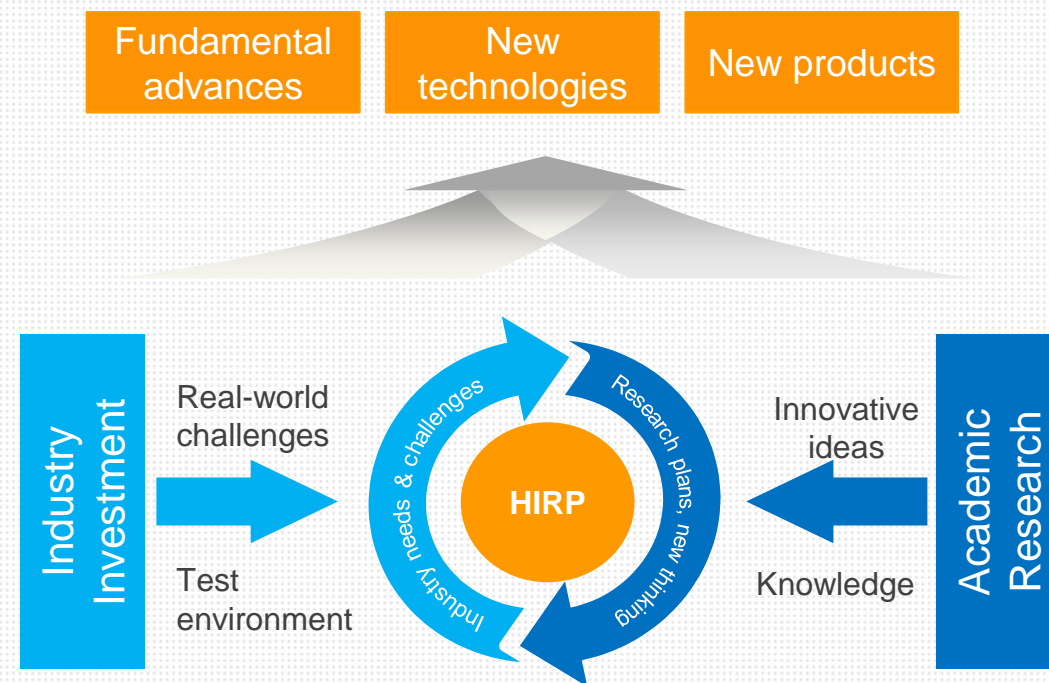 Fundamental
advances
New
technologies
New products
Industry
Investment
Real-world
challenges
Test
environment
Industry needs & challenges
HIRP
Research plans, new thinking
Innovative
ideas
Knowledge
Academic
Research